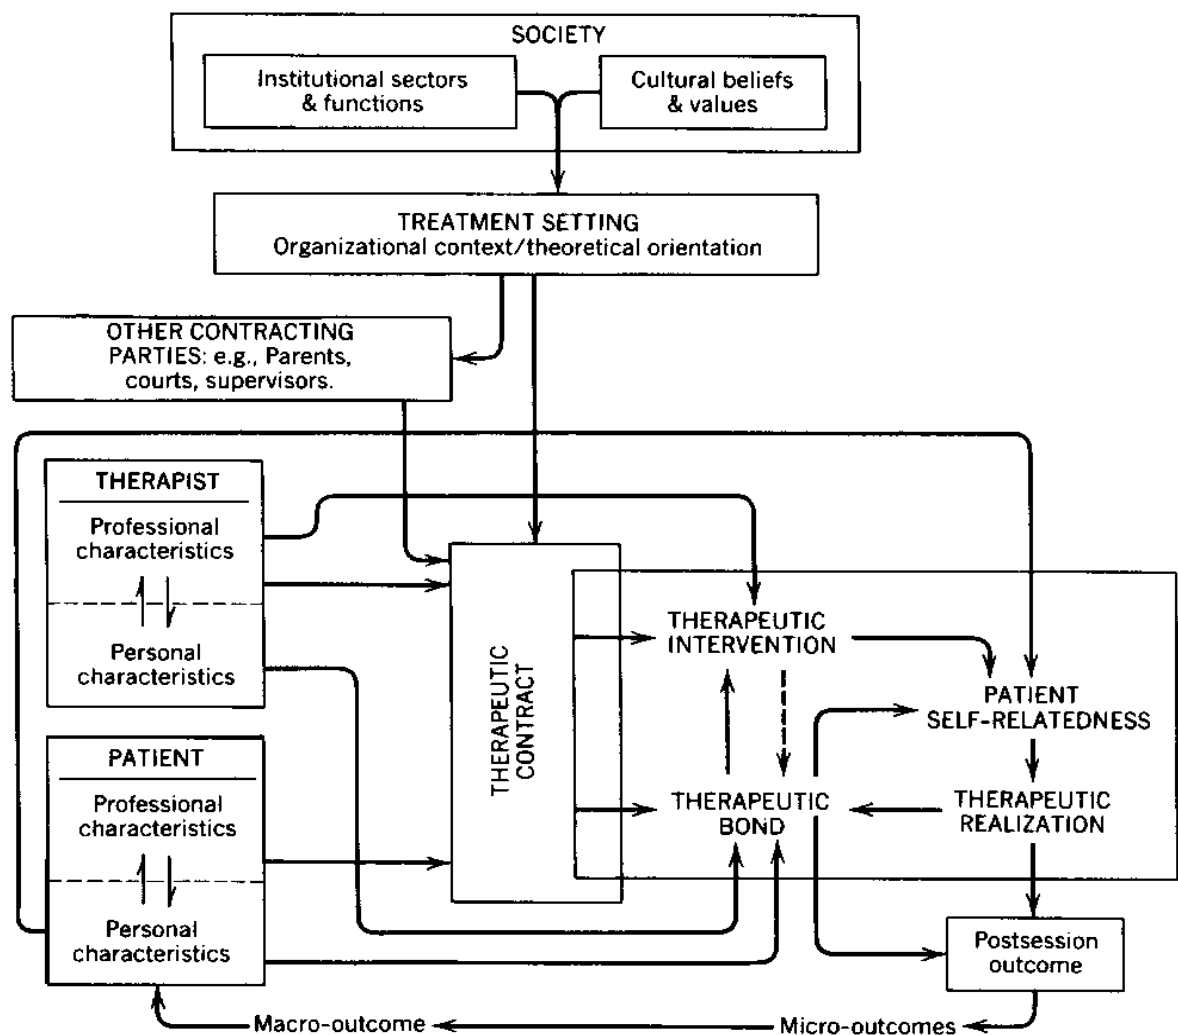 SOCIETY
Institutional sectors
& functions
Cultural beliefs
& values
TREATMENT SETTING
Organizational context/theoretical orientation
OTHER CONTRACTING
PARTIES: e.g., Parents,
courts, supervisors.
THERAPIST
Professional
characteristics
Personal
characteristics
PATIENT
Professional
characteristics
Personal
characteristics
THERAPEUTIC
CONTRACT
THERAPEUTIC
INTERVENTION
PATIENT
SELF-RELATEDNESS
THERAPEUTIC
BOND
THERAPEUTIC
REALIZATION
Postsession
outcome
Macro-outcome
Micro-outcomes